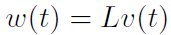 w(t) = Lv(t)